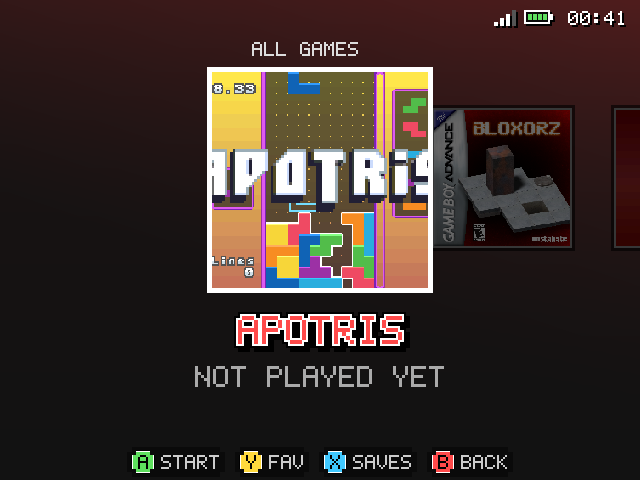 00:41
ALL GAMES
8.33
APOTRiS
Lines
0
GAME BOY ADVANCE
BLOXORZ
APOTRIS
NOT PLAYED YET
A START
Y FAV
X SAVES
B BACK